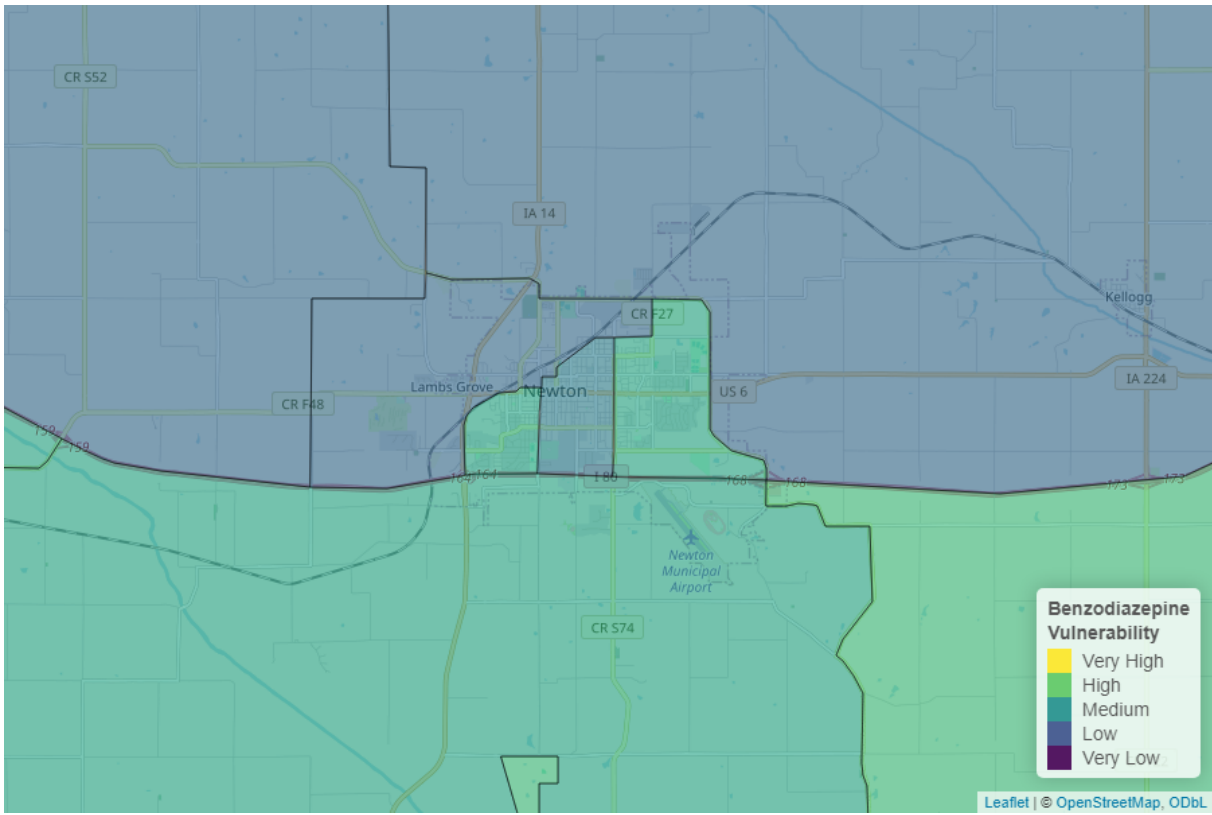 CR S52
IA 14
Kellogg
CR F27
Lambs Grove
Newton
US 6
IA 224
CR F48
159
159
164
164
I 80
168
168
173
173
Newton
Municipal
Airport
CR S74
Benzodiazepine
Vulnerability
Very High
High
Medium
Low
Very Low
Leaflet | © OpenStreetMap, ODbL